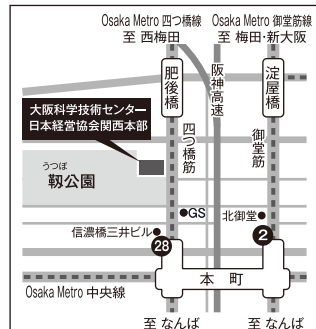 Osaka Metro 四つ橋線
至 西梅田
Osaka Metro 御堂筋線
至 梅田・新大阪
肥後橋
阪神高速
淀屋橋
大阪科学技術センター
日本経営協会関西本部
四つ橋筋
御堂筋
うつぼ
靱公園
GS
北御堂
信濃橋三井ビル
28
2
本町
Osaka Metro 中央線
至 なんば
至 なんば